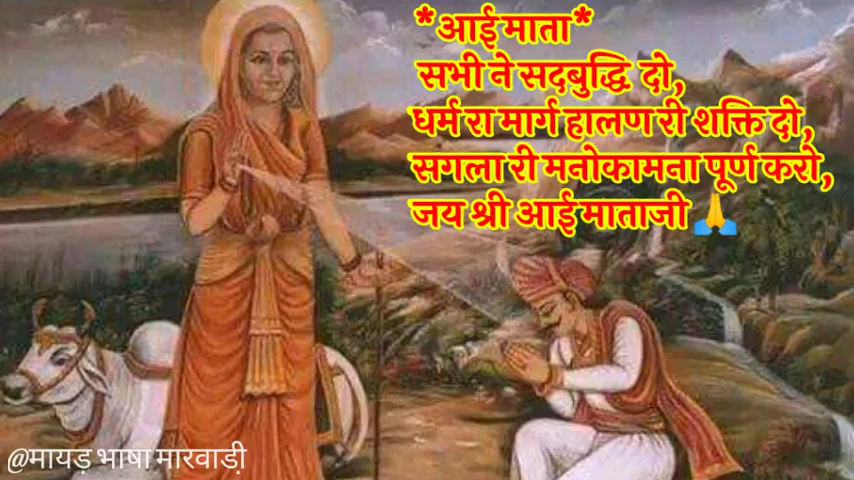 *आई माता*
सभी ने सदबुद्धि दो,
धर्म रा मार्ग हालण री शक्ति दो,
सगला री मनोकामना पूर्ण करो,
जय श्री आई माताजी 🙏
@मायड़ भाषा मारवाडी़